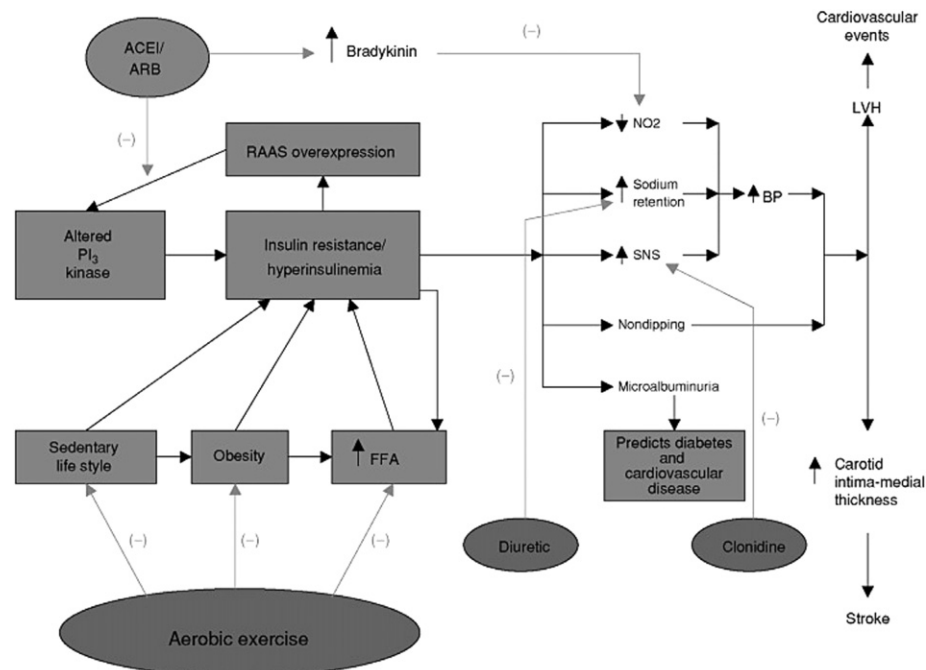 Cardiovascular
events
ACEI/
ARB
(–)
Bradykinin
(–)
LVH
(–)
NO2
RAAS overexpression
Sodium
retention
BP
Altered
PI3
kinase
Insulin resistance/
hyperinsulinemia
SNS
Nondipping
(–)
Microalbuminuria
(–)
Sedentary
life style
Obesity
FFA
Predicts diabetes
and
cardiovascular
disease
Carotid
intima-medial
thickness
(–)
(–)
(–)
Diuretic
Clonidine
Stroke
Aerobic exercise